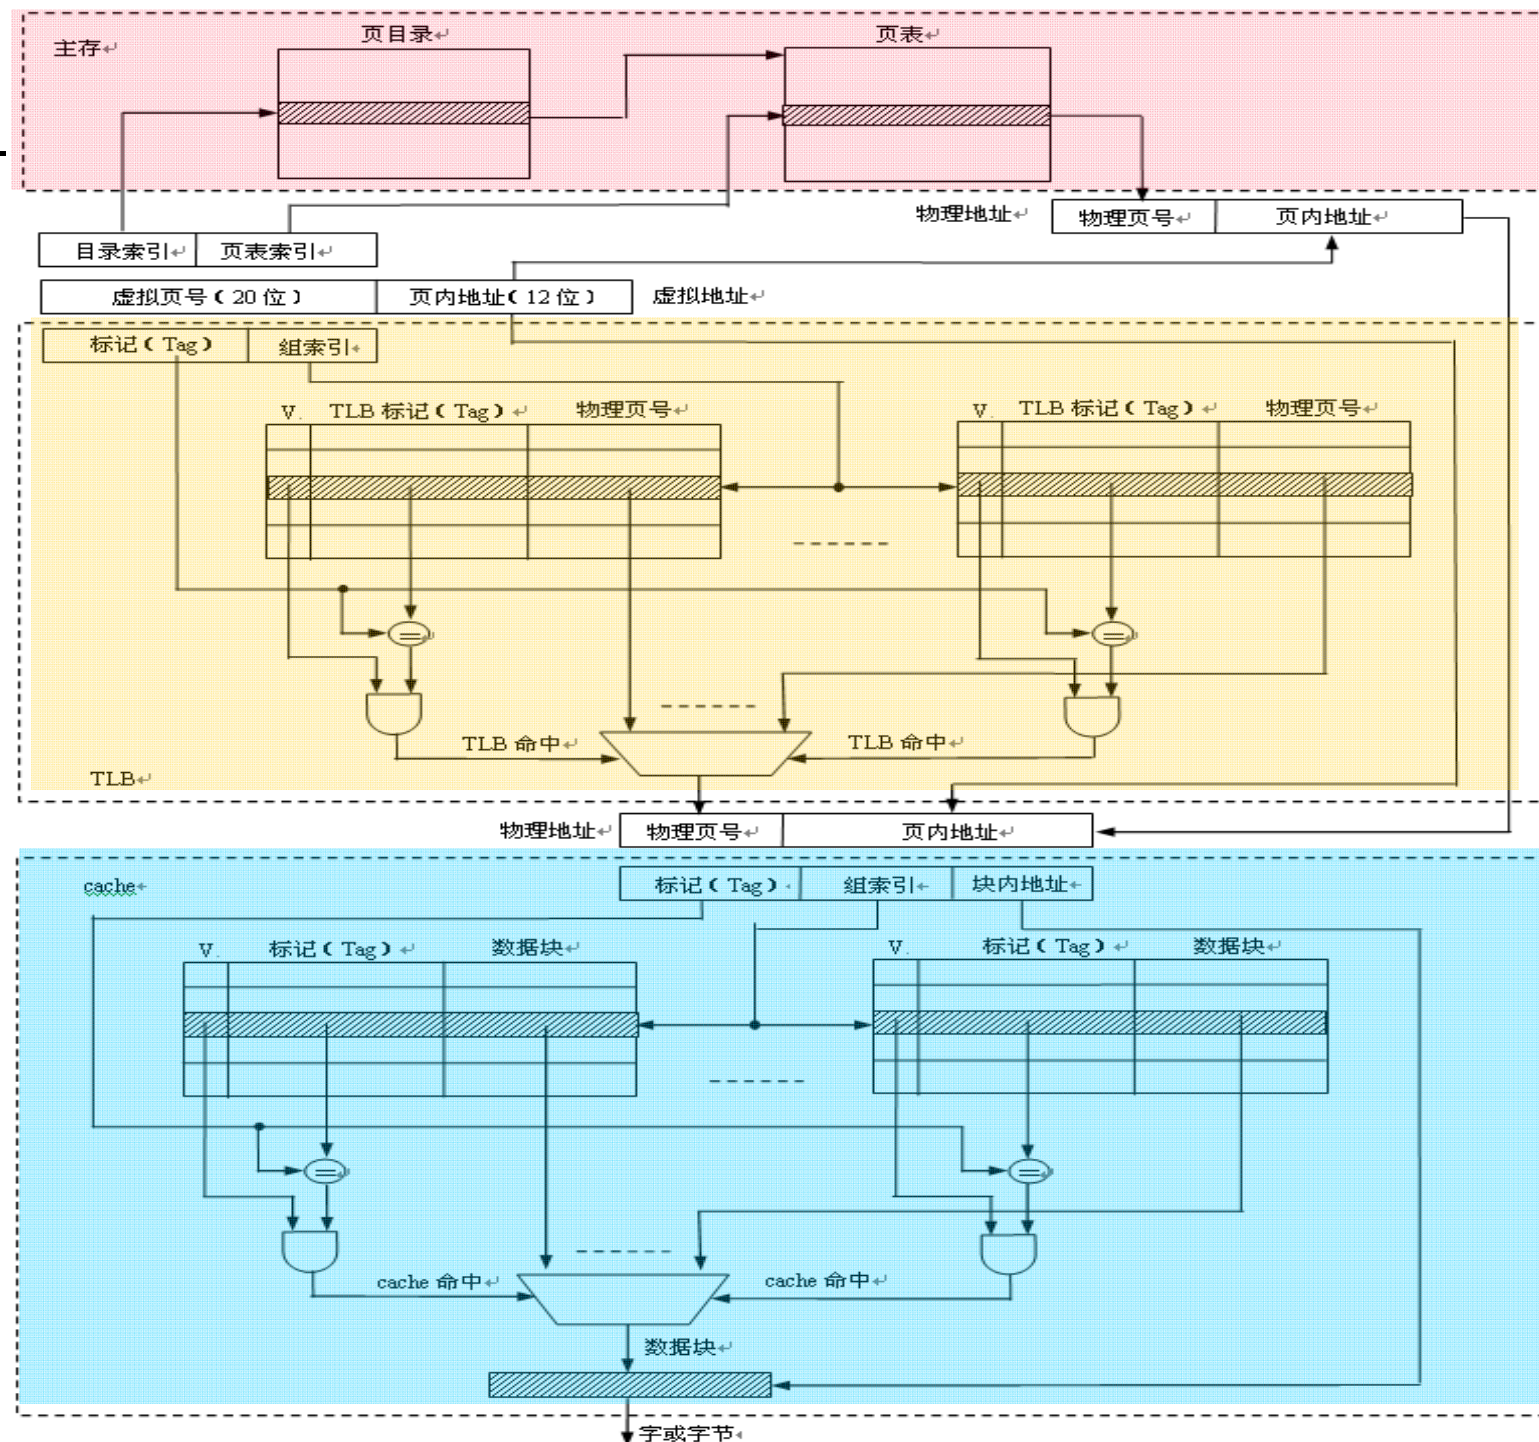 主存
页目录
页表
物理地址 物理页号 页内地址
目录索引 页表索引
虚拟页号(20位) 页内地址(12位) 虚拟地址
标记(Tag) 组索引
V TLB标记(Tag) 物理页号
V TLB标记(Tag) 物理页号
=
=
TLB命中
TLB命中
TLB
物理地址 物理页号 页内地址
cache
标记(Tag) 组索引 块内地址
V 标记(Tag) 数据块
V 标记(Tag) 数据块
=
=
cache命中
cache命中
数据块
字或字节